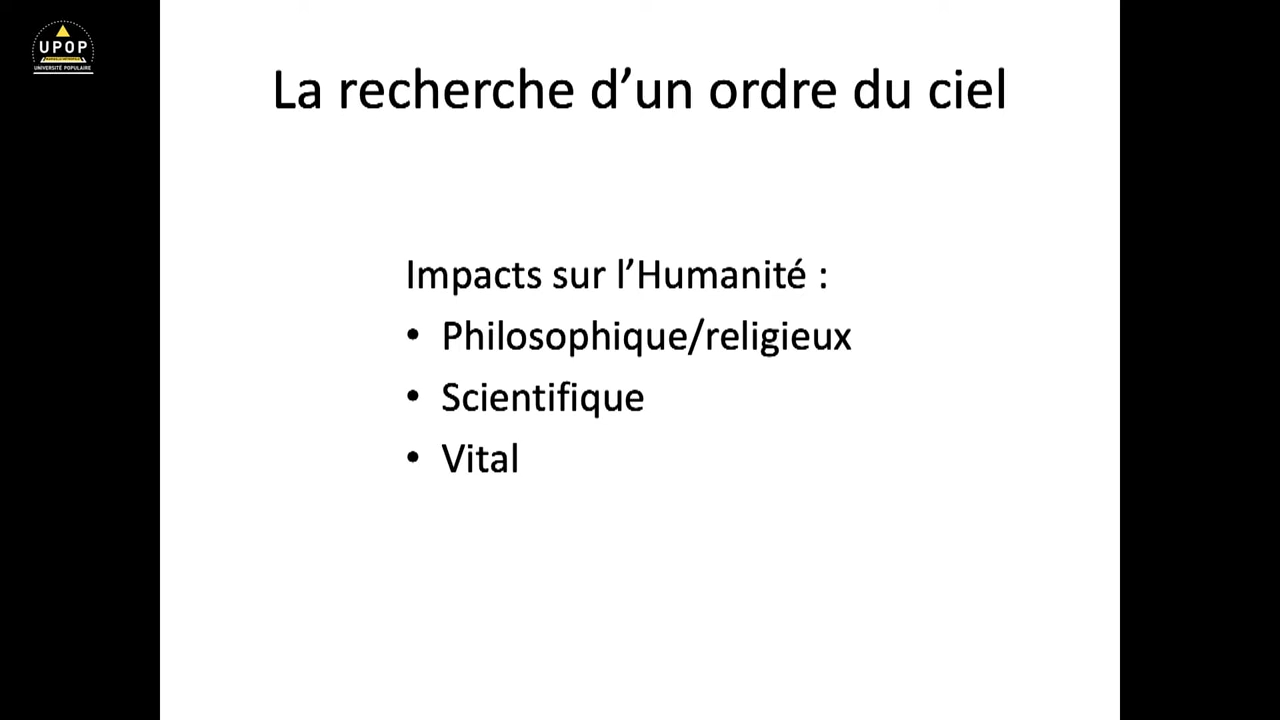 UPOP
UNIVERSITÉ POPULAIRE
La recherche d’un ordre du ciel
Impacts sur l’Humanité :
• Philosophique/religieux
• Scientifique
• Vital